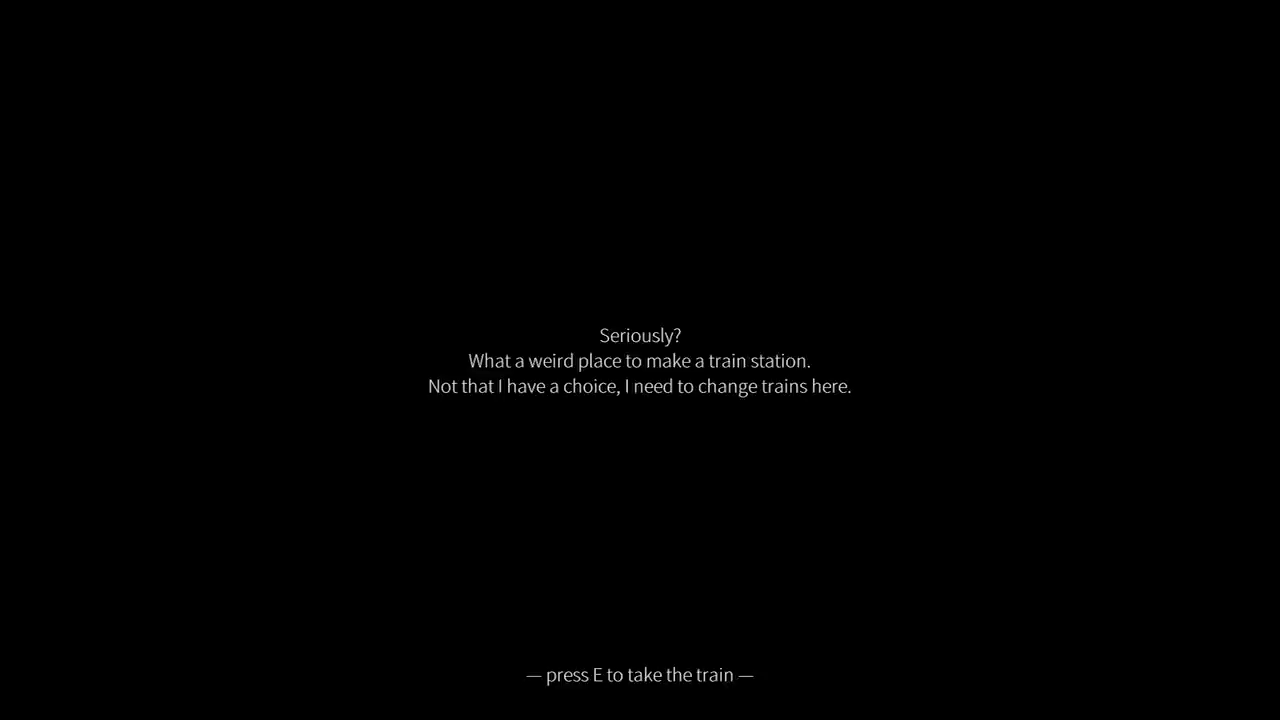 Seriously?
What a weird place to make a train station.
Not that I have a choice, I need to change trains here.
— press E to take the train —